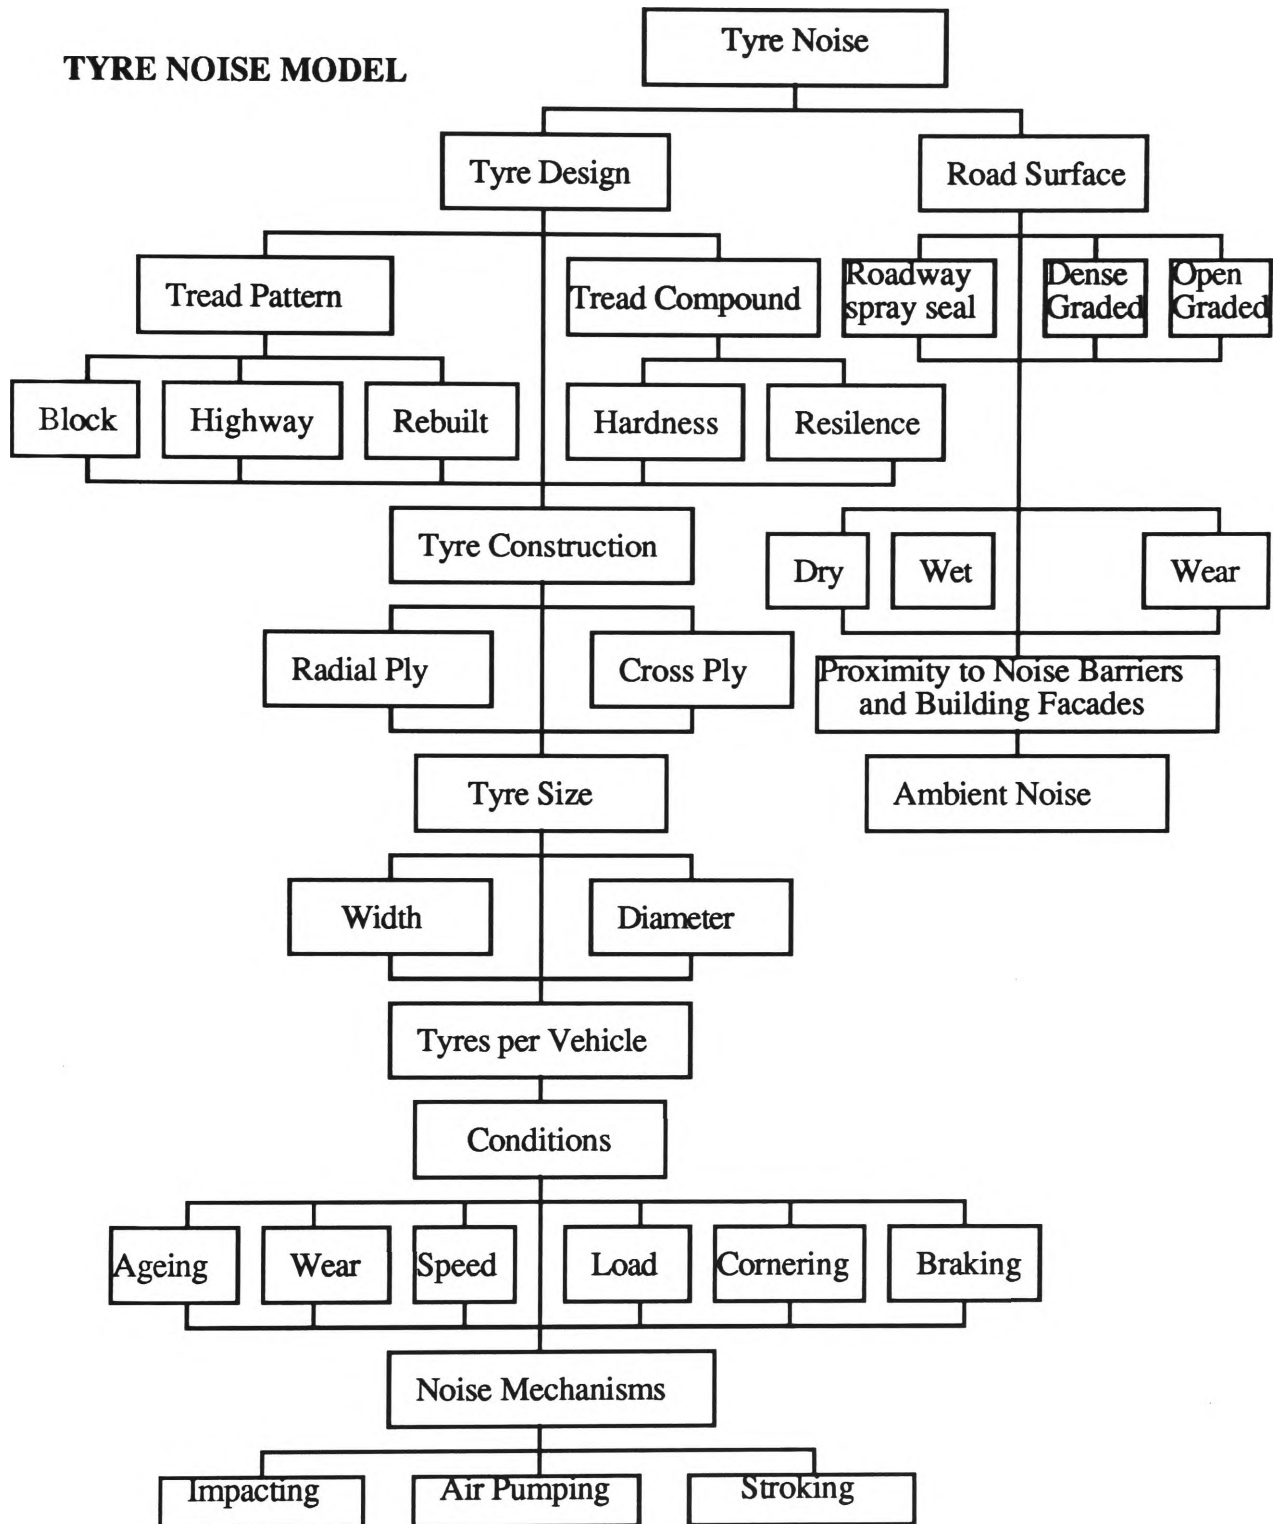 Tyre Noise
TYRE NOISE MODEL
Tyre Design
Road Surface
Tread Pattern
Tread Compound
Roadway
spray seal
Dense
Graded
Open
Graded
Block
Highway
Rebuilt
Hardness
Resilence
Tyre Construction
Dry
Wet
Wear
Radial Ply
Cross Ply
Proximity to Noise Barriers
and Building Facades
Tyre Size
Ambient Noise
Width
Diameter
Tyres per Vehicle
Conditions
Ageing
Wear
Speed
Load
Cornering
Braking
Noise Mechanisms
Impacting
Air Pumping
Stroking